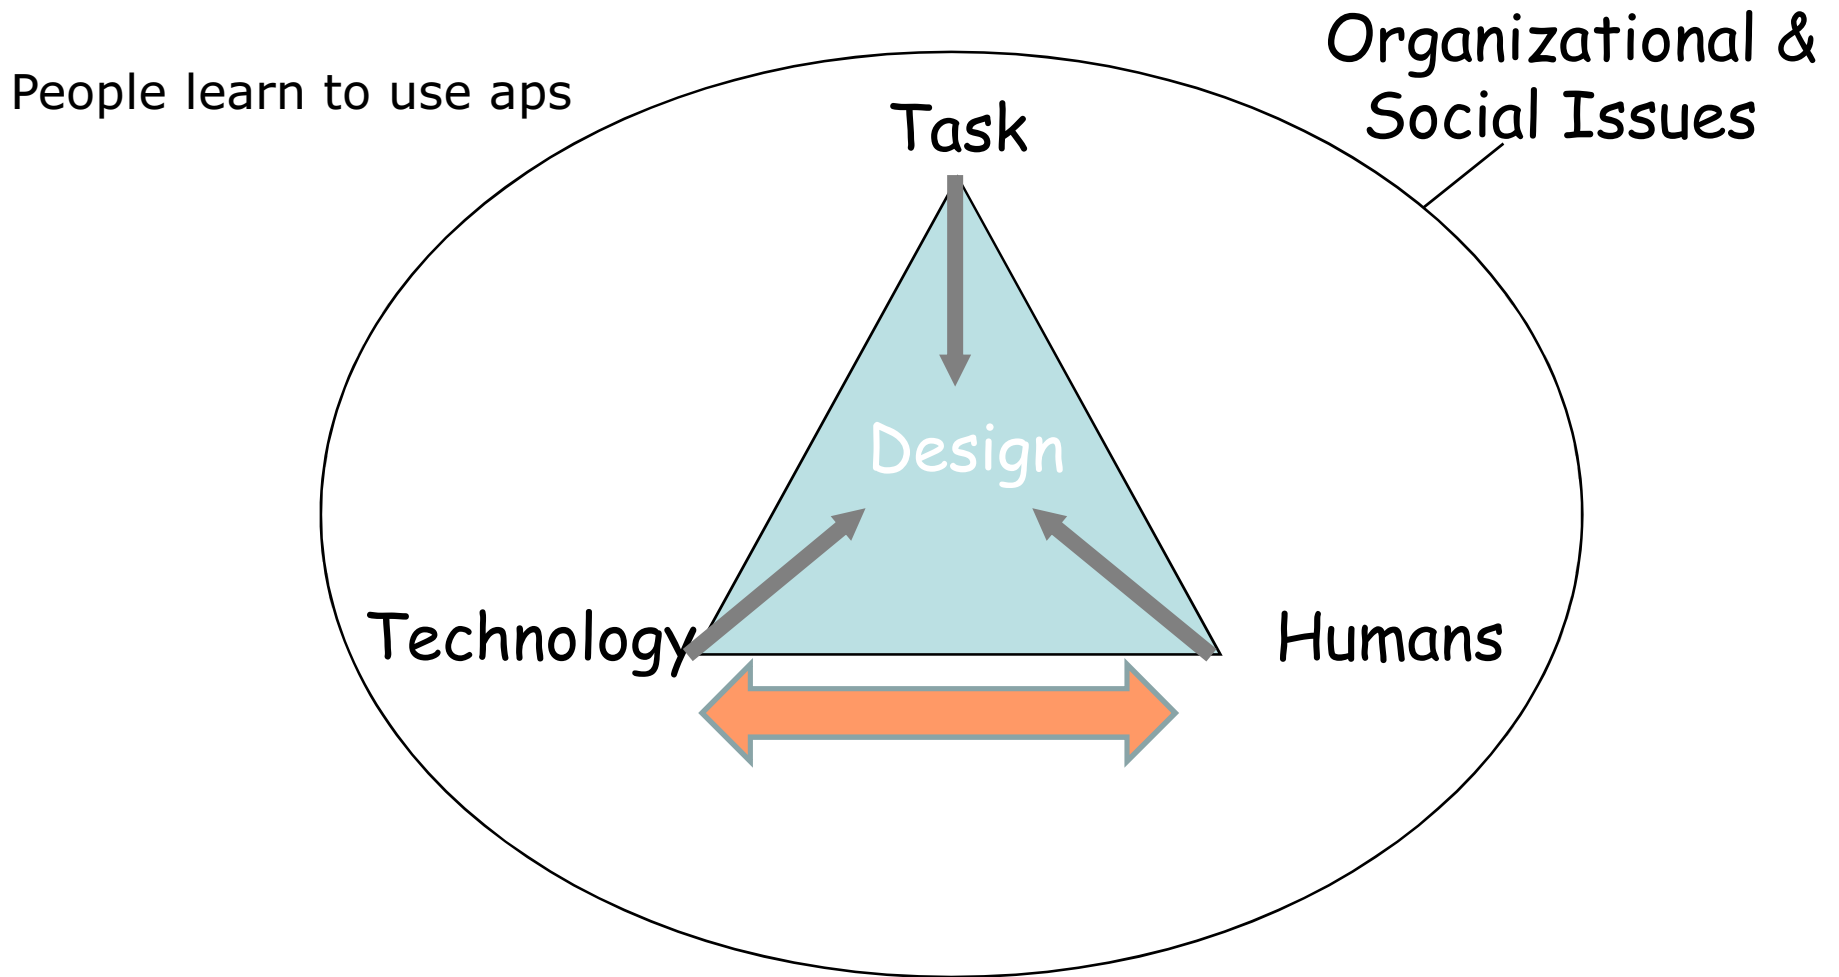 Organizational &
Social Issues
People learn to use aps
Task
Design
Technology
Humans